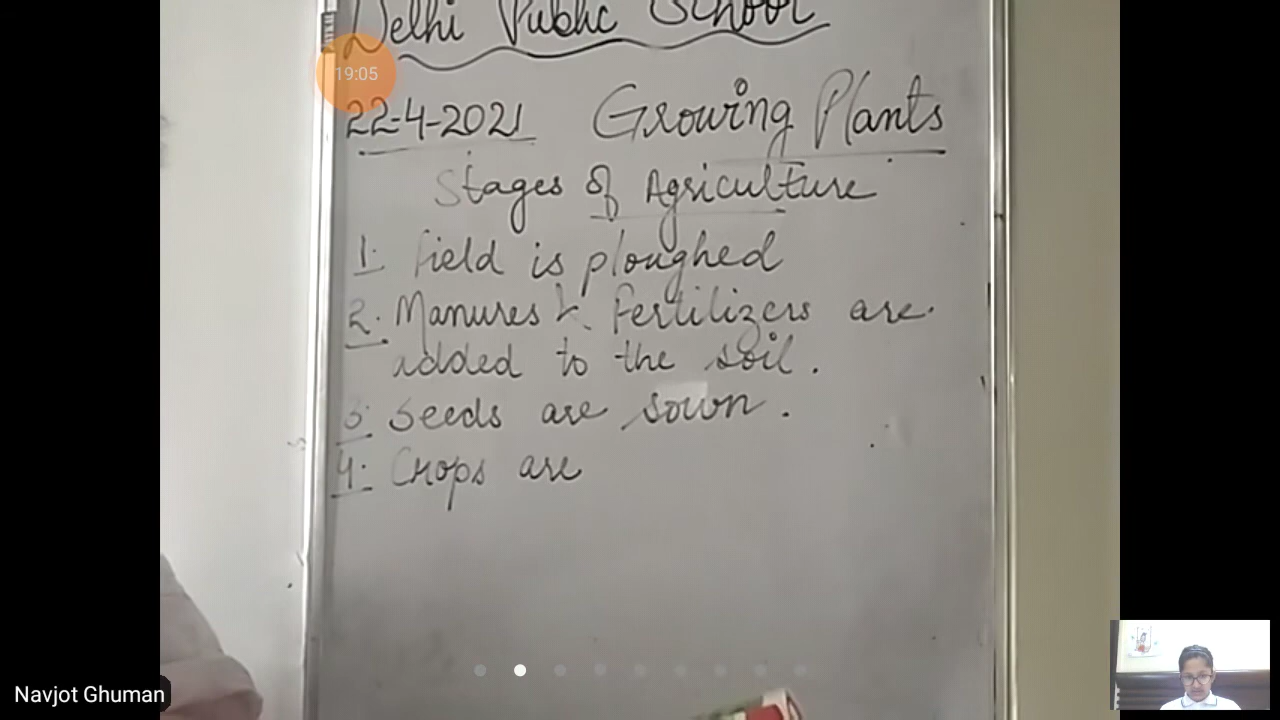 Delhi Public School
19:05
22-4-2021 Growing Plants
Stages of Agriculture
1. Field is ploughed
2. Manures & Fertilizers are
added to the soil.
3. Seeds are sown.
4. Crops are
Navjot Ghuman